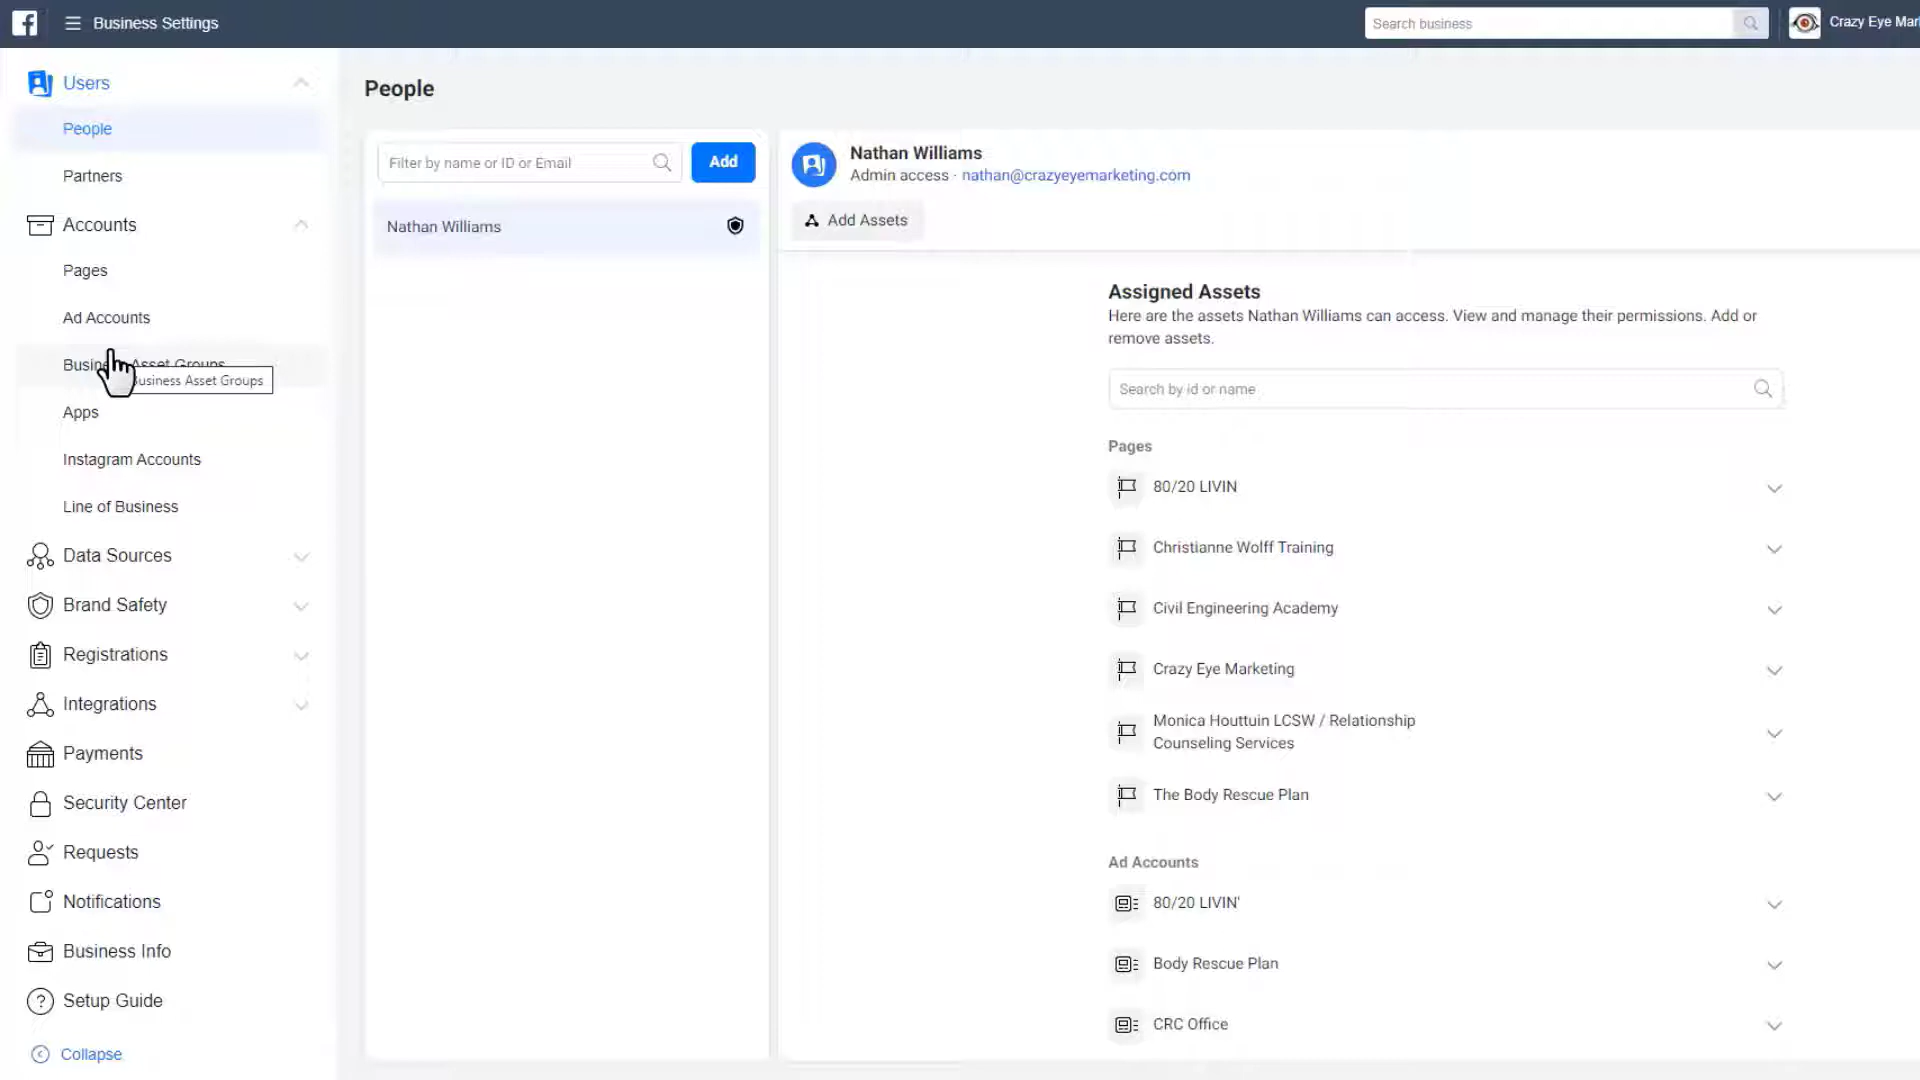 Business Settings
Search business
Crazy Eye Mar
Users
People
Partners
Accounts
Pages
Ad Accounts
Business Asset Groups
Business Asset Groups
Apps
Instagram Accounts
Line of Business
Data Sources
Brand Safety
Registrations
Integrations
Payments
Security Center
Requests
Notifications
Business Info
Setup Guide
Collapse
People
Filter by name or ID or Email
Add
Nathan Williams
Nathan Williams
Admin access · nathan@crazyeyemarketing.com
Add Assets
Assigned Assets
Here are the assets Nathan Williams can access. View and manage their permissions. Add or
remove assets.
Search by id or name
Pages
80/20 LIVIN
Christianne Wolff Training
Civil Engineering Academy
Crazy Eye Marketing
Monica Houttuin LCSW / Relationship
Counseling Services
The Body Rescue Plan
Ad Accounts
80/20 LIVIN'
Body Rescue Plan
CRC Office